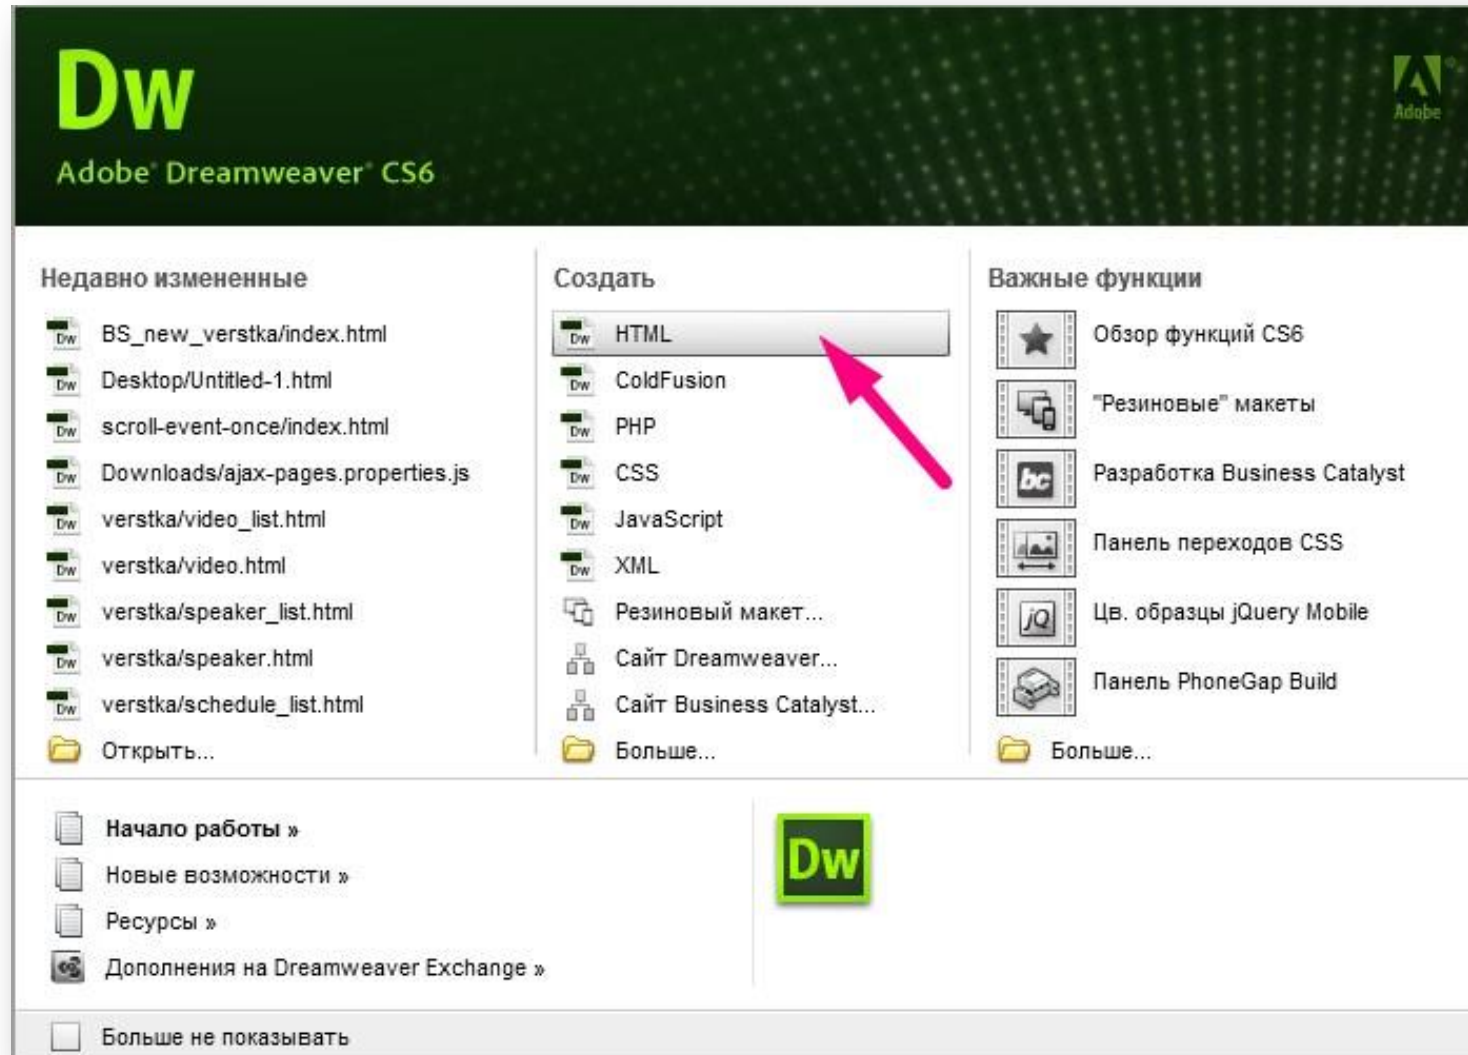 Dw
Adobe® Dreamweaver® CS6
Adobe
Недавно измененные
BS_new_verstka/index.html
Desktop/Untitled-1.html
scroll-event-once/index.html
Downloads/ajax-pages.properties.js
verstka/video_list.html
verstka/video.html
verstka/speaker_list.html
verstka/speaker.html
verstka/schedule_list.html
Открыть...
Создать
HTML
ColdFusion
PHP
CSS
JavaScript
XML
Резиновый макет...
Сайт Dreamweaver...
Сайт Business Catalyst...
Больше...
Важные функции
Обзор функций CS6
"Резиновые" макеты
bc
Разработка Business Catalyst
Панель переходов CSS
jQ
Цв. образцы jQuery Mobile
Панель PhoneGap Build
Больше...
Начало работы »
Новые возможности »
Ресурсы »
Дополнения на Dreamweaver Exchange »
Dw
Больше не показывать